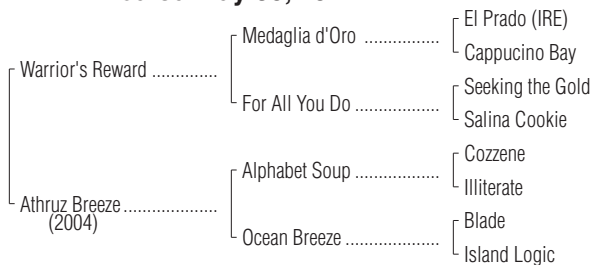 El Prado (IRE)
Medaglia d'Oro ................
Cappucino Bay
Warrior's Reward ..............
Seeking the Gold
For All You Do ..................
Salina Cookie
Cozzene
Alphabet Soup ..................
Illiterate
Athruz Breeze ....................
(2004)
Blade
Ocean Breeze ....................
Island Logic